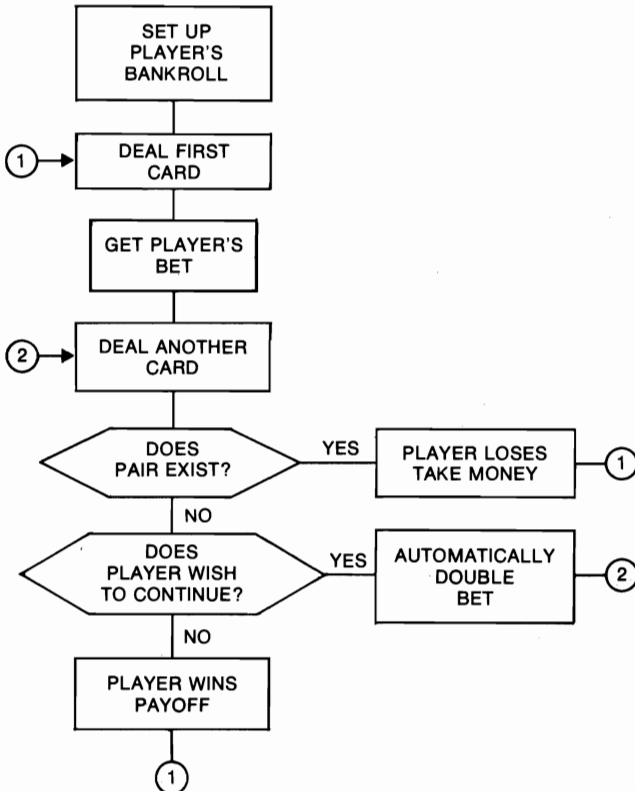 SET UP
PLAYER'S
BANKROLL
1
DEAL FIRST
CARD
GET PLAYER'S
BET
2
DEAL ANOTHER
CARD
DOES
PAIR EXIST?
YES
PLAYER LOSES
TAKE MONEY
1
NO
DOES
PLAYER WISH
TO CONTINUE?
YES
AUTOMATICALLY
DOUBLE
BET
2
NO
PLAYER WINS
PAYOFF
1